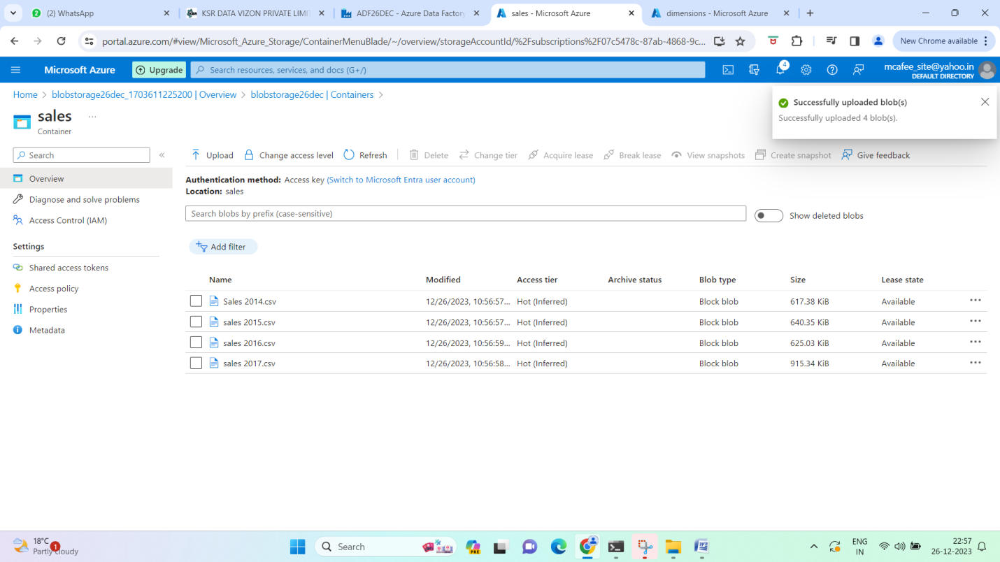 (2) WhatsApp
KSR DATA VIZON PRIVATE LIMI
ADF26DEC - Azure Data Factory
sales - Microsoft Azure
dimensions - Microsoft Azure
portal.azure.com/#view/Microsoft_Azure_Storage/ContainerMenuBlade/~/overview/storageAccountId/%2Fsubscriptions%2F07c5478c-87ab-4868-9c...
New Chrome available
Microsoft Azure
Upgrade
Search resources, services, and docs (G+/)
4
mcafee_site@yahoo.in
DEFAULT DIRECTORY
Home > blobstorage26dec_1703611225200 | Overview > blobstorage26dec | Containers >
sales ...
Container
Successfully uploaded blob(s)
Successfully uploaded 4 blob(s).
Search
«
Upload Change access level Refresh Delete Change tier Acquire lease Break lease View snapshots Create snapshot Give feedback
Overview
Diagnose and solve problems
Access Control (IAM)
Settings
Shared access tokens
Access policy
Properties
Metadata
Authentication method: Access key (Switch to Microsoft Entra user account)
Location: sales
Search blobs by prefix (case-sensitive)
Show deleted blobs
Add filter
Name Modified Access tier Archive status Blob type Size Lease state
Sales 2014.csv 12/26/2023, 10:56:57... Hot (Inferred) Block blob 617.38 KiB Available ...
sales 2015.csv 12/26/2023, 10:56:57... Hot (Inferred) Block blob 640.35 KiB Available ...
sales 2016.csv 12/26/2023, 10:56:59... Hot (Inferred) Block blob 625.03 KiB Available ...
sales 2017.csv 12/26/2023, 10:56:58... Hot (Inferred) Block blob 915.34 KiB Available ...
18°C
1
Partly cloudy
Search
PRE
ENG
IN
22:57
26-12-2023